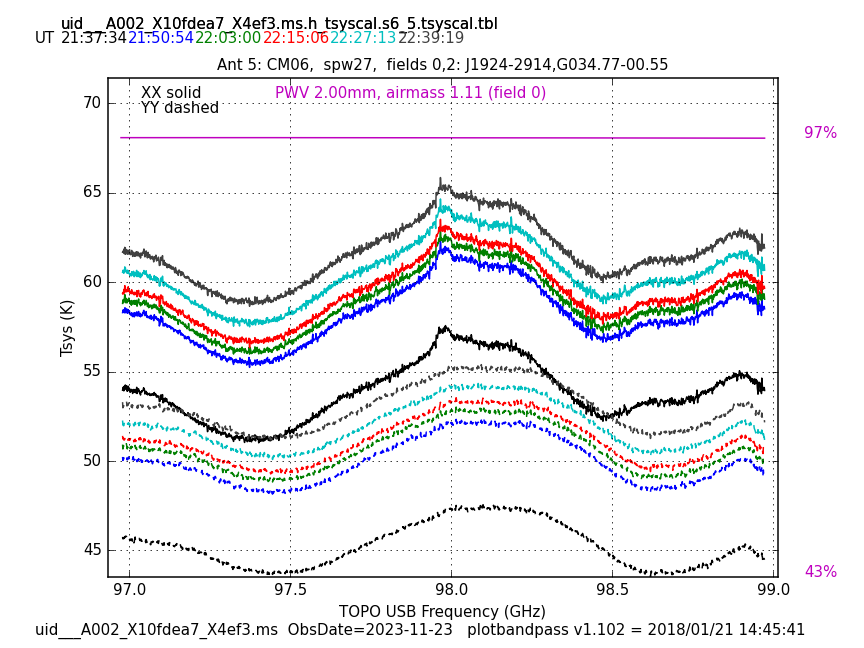 uid___A002_X10fdea7_X4ef3.ms.h_tsyscal.s6_5.tsyscal.tbl
UT 21:37:34 21:50:54 22:03:00 22:15:06 22:27:13 22:39:19
Ant 5: CM06,  spw27,  fields 0,2: J1924-2914,G034.77-00.55
XX solid
PWV 2.00mm, airmass 1.11 (field 0)
YY dashed
97%
43%
70
65
60
55
50
45
Tsys (K)
97.0 97.5 98.0 98.5 99.0
TOPO USB Frequency (GHz)
uid___A002_X10fdea7_X4ef3.ms  ObsDate=2023-11-23   plotbandpass v1.102 = 2018/01/21 14:45:41